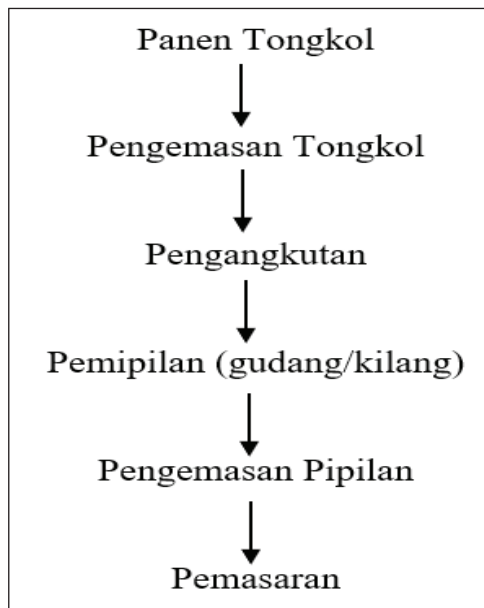 Panen Tongkol
Pengemasan Tongkol
Pengangkutan
Pemipilan (gudang/kilang)
Pengemasan Pipilan
Pemasaran